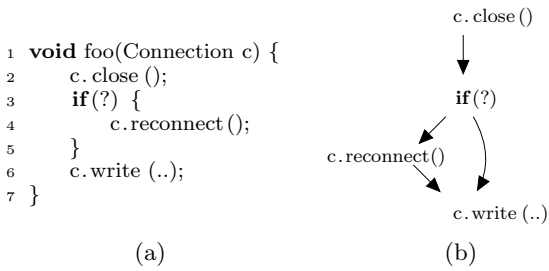 1 void foo(Connection c) {
2 c.close();
3 if(?) {
4 c.reconnect();
5 }
6 c.write (..);
7 }
(a)
c.close()
if(?)
c.reconnect()
c.write (..)
(b)